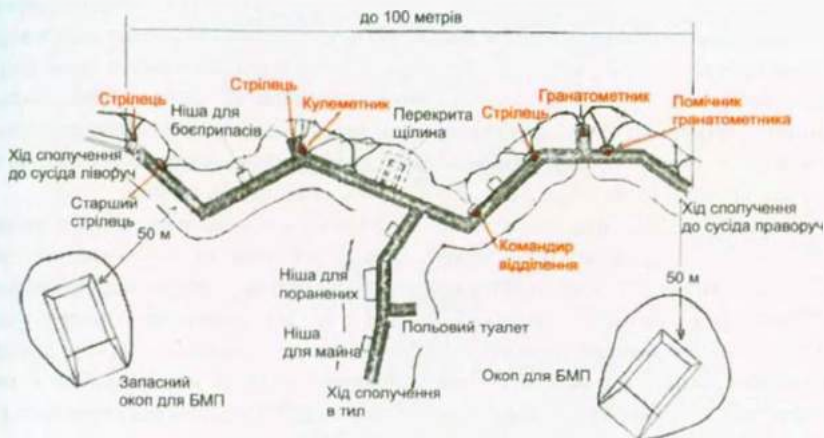 до 100 метрів
Стрілець
Ніша для
боєприпасів
Стрілець
Кулеметник
Перекрита
щілина
Стрілець
Гранатометник
Помічник
гранатометника
Хід сполучення
до сусіда ліворуч
Старший
стрілець
50 м
Командир
відділення
Хід сполучення
до сусіда праворуч
50 м
Ніша для
поранених
Польовий туалет
Ніша
для майна
Запасний
окоп для БМП
Хід сполучення
в тил
Окоп для БМП